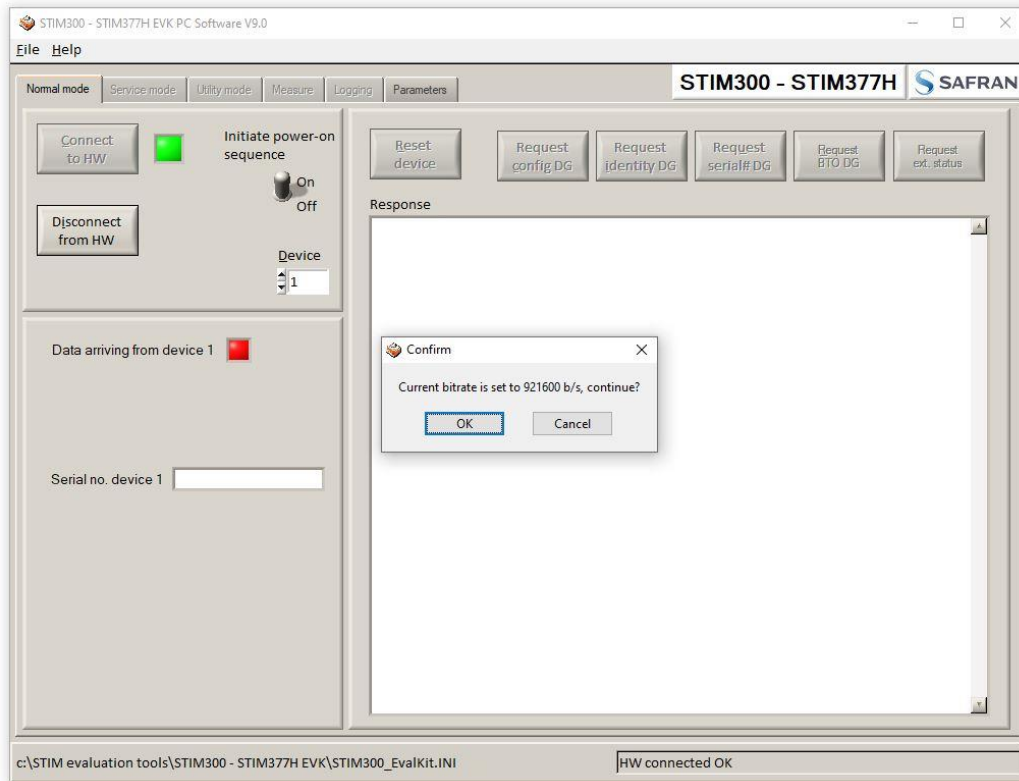 STIM300 - STIM377H EVK PC Software V9.0
File Help
Normal mode
Service mode
Utility mode
Measure
Logging
Parameters
STIM300 - STIM377H
SAFRAN
Connect
to HW
Initiate power-on
sequence
On
Off
Disconnect
from HW
Device
1
Reset
device
Request
config DG
Request
identity DG
Request
serial# DG
Request
BTO DG
Request
ext. status
Response
Data arriving from device 1
Serial no. device 1
Confirm
Current bitrate is set to 921600 b/s, continue?
OK
Cancel
c:\STIM evaluation tools\STIM300 - STIM377H EVK\STIM300_EvalKit.INI
HW connected OK